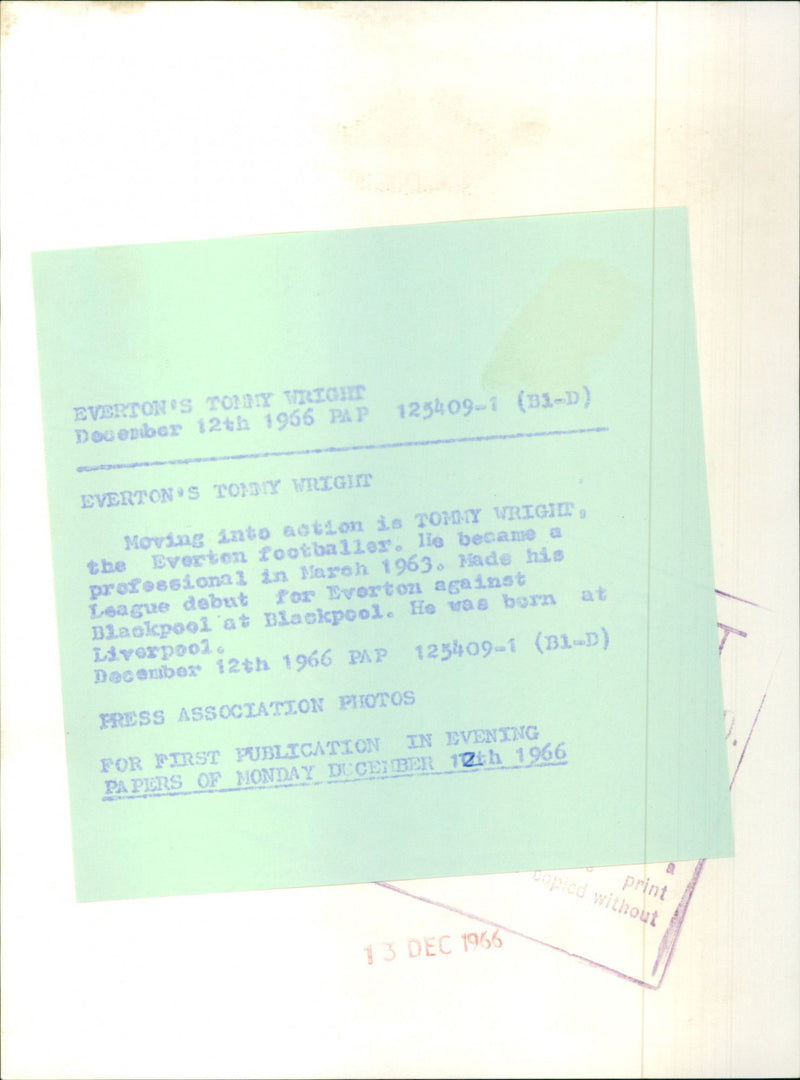 EVERTON'S TOMMY WRIGHT
December 12th 1966 PAP 125409-1 (B1-D)
EVERTON'S TOMMY WRIGHT
Moving into action is TOMMY WRIGHT,
the Everton footballer. He became a
professional in March 1963. Made his
League debut for Everton against
Blackpool at Blackpool. He was born at
Liverpool.
December 12th 1966 PAP 125409-1 (B1-D)
PRESS ASSOCIATION PHOTOS
FOR FIRST PUBLICATION IN EVENING
PAPERS OF MONDAY DECEMBER 12th 1966
a
print
copied without
13 DEC 1966